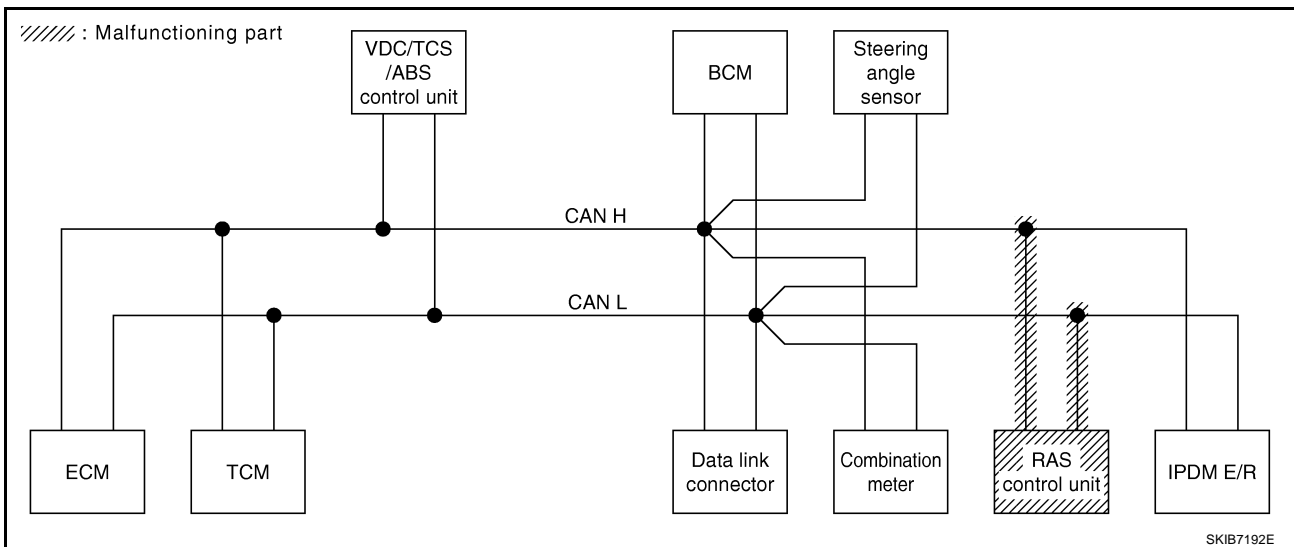 : Malfunctioning part
VDC/TCS
/ABS
control unit
BCM
Steering
angle
sensor
CAN H
CAN L
ECM
TCM
Data link
connector
Combination
meter
RAS
control unit
IPDM E/R
SKIB7192E